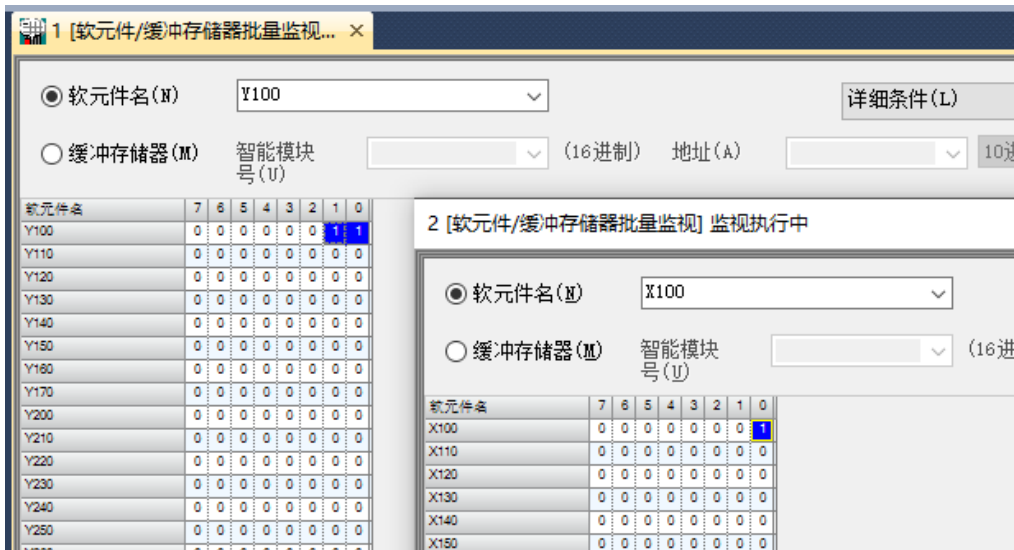 1 [软元件/缓冲存储器批量监视...
软元件名(N) Y100 详细条件(L)
缓冲存储器(M) 智能模块号(U) (16进制) 地址(A) 10进
软元件名 7 6 5 4 3 2 1 0
Y100 0 0 0 0 0 0 1 1
Y110 0 0 0 0 0 0 0 0
Y120 0 0 0 0 0 0 0 0
Y130 0 0 0 0 0 0 0 0
Y140 0 0 0 0 0 0 0 0
Y150 0 0 0 0 0 0 0 0
Y160 0 0 0 0 0 0 0 0
Y170 0 0 0 0 0 0 0 0
Y200 0 0 0 0 0 0 0 0
Y210 0 0 0 0 0 0 0 0
Y220 0 0 0 0 0 0 0 0
Y230 0 0 0 0 0 0 0 0
Y240 0 0 0 0 0 0 0 0
Y250 0 0 0 0 0 0 0 0
2 [软元件/缓冲存储器批量监视] 监视执行中
软元件名(N) X100
缓冲存储器(M) 智能模块号(U) (16进
软元件名 7 6 5 4 3 2 1 0
X100 0 0 0 0 0 0 0 1
X110 0 0 0 0 0 0 0 0
X120 0 0 0 0 0 0 0 0
X130 0 0 0 0 0 0 0 0
X140 0 0 0 0 0 0 0 0
X150 0 0 0 0 0 0 0 0